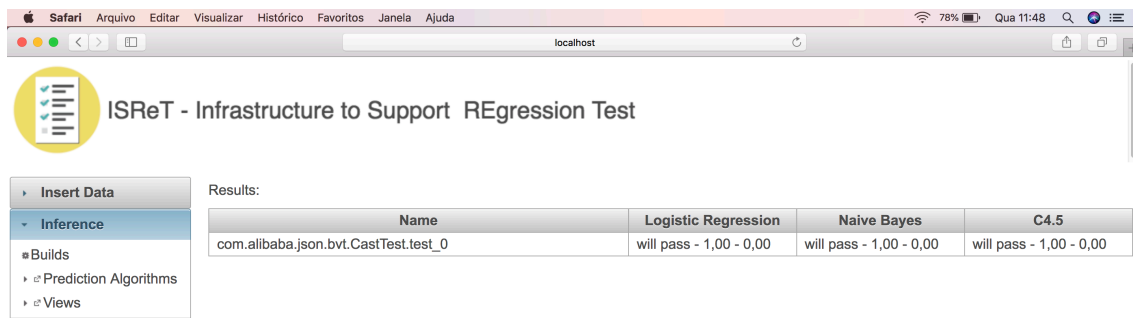 Safari Arquivo Editar Visualizar Histórico Favoritos Janela Ajuda 78% Qua 11:48
localhost
ISReT - Infrastructure to Support REgression Test
Insert Data
Inference
Builds
Prediction Algorithms
Views
Results:
Name Logistic Regression Naive Bayes C4.5
com.alibaba.json.bvt.CastTest.test_0 will pass - 1,00 - 0,00 will pass - 1,00 - 0,00 will pass - 1,00 - 0,00